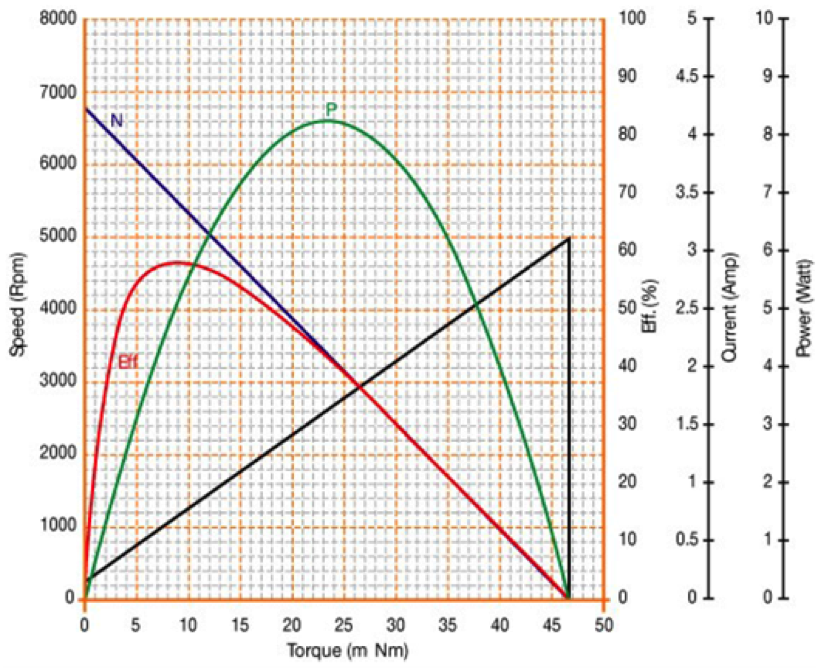 8000 100 5 10
7000 90 4.5 9
N P
6000 80 4 8
70 3.5 7
5000 60 3 6
4000 50 2.5 5
Eff
3000 40 2 4
30 1.5 3
2000 20 1 2
1000 10 0.5 1
0 0 0 0
0 5 10 15 20 25 30 35 40 45 50
Torque (m Nm)
Speed (Rpm)
Eff. (%)
Current (Amp)
Power (Watt)